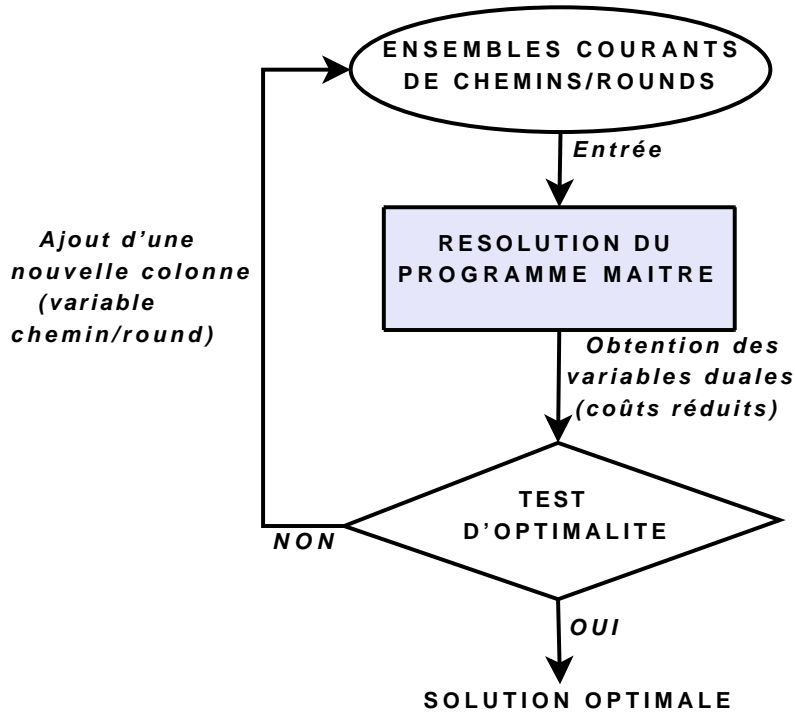 ENSEMBLES COURANTS
DE CHEMINS/ROUNDS
Entrée
RESOLUTION DU
PROGRAMME MAITRE
Ajout d'une
nouvelle colonne
(variable
chemin/round)
Obtention des
variables duales
(coûts réduits)
TEST
D'OPTIMALITE
NON
OUI
SOLUTION OPTIMALE